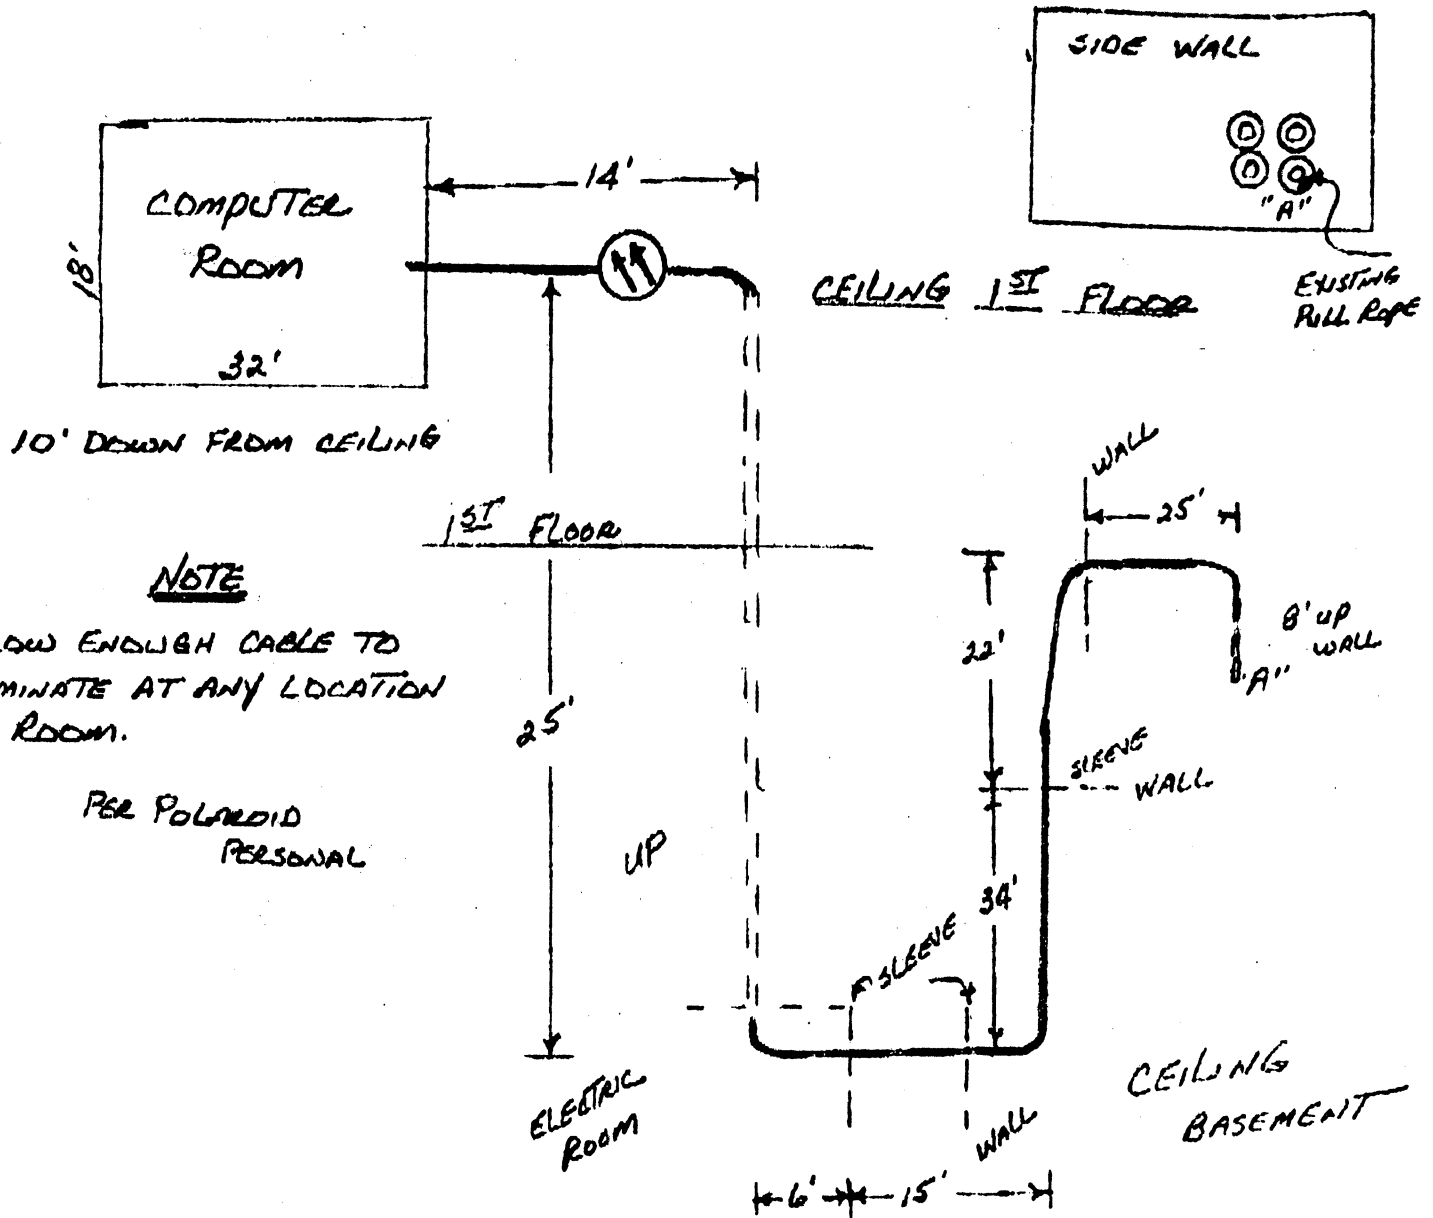 SIDE WALL
"A"
EXISTING
PULL ROPE
14'
COMPUTER
ROOM
18'
32'
CEILING 1ST FLOOR
10' DOWN FROM CEILING
1ST FLOOR
NOTE
LOW ENOUGH CABLE TO
MINATE AT ANY LOCATION
ROOM.
PER POLAROID
PERSONAL
25'
UP
WALL
25'
22'
8' UP
WALL
"A"
SLEEVE
WALL
34'
SLEEVE
ELECTRIC
ROOM
WALL
CEILING
BASEMENT
6'
15'